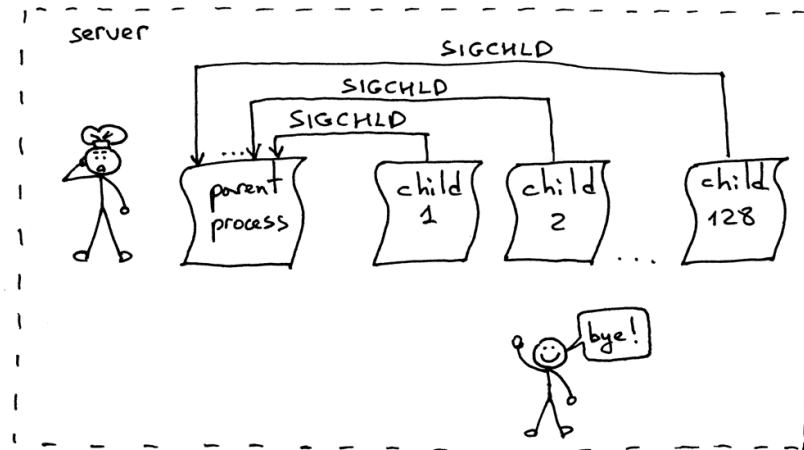 server
SIGCHLD
SIGCHLD
SIGCHLD
...
parent
process
child
1
child
2
...
child
128
bye!